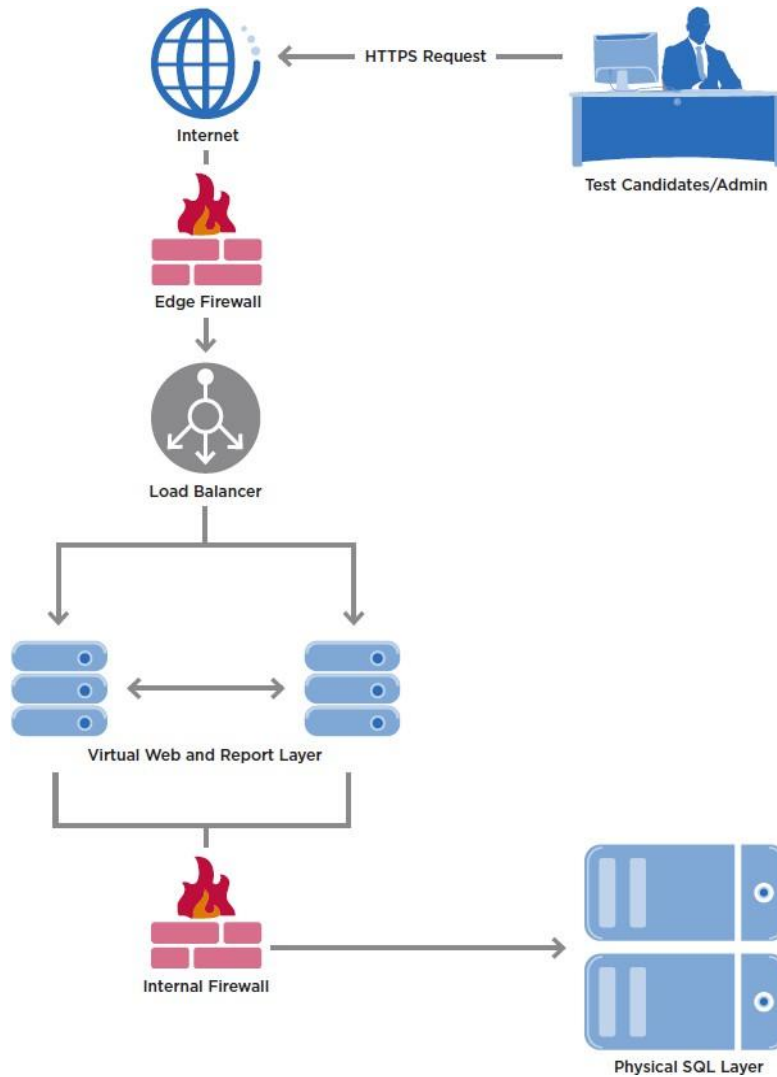 HTTPS Request
Internet
Test Candidates/Admin
Edge Firewall
Load Balancer
Virtual Web and Report Layer
Internal Firewall
Physical SQL Layer